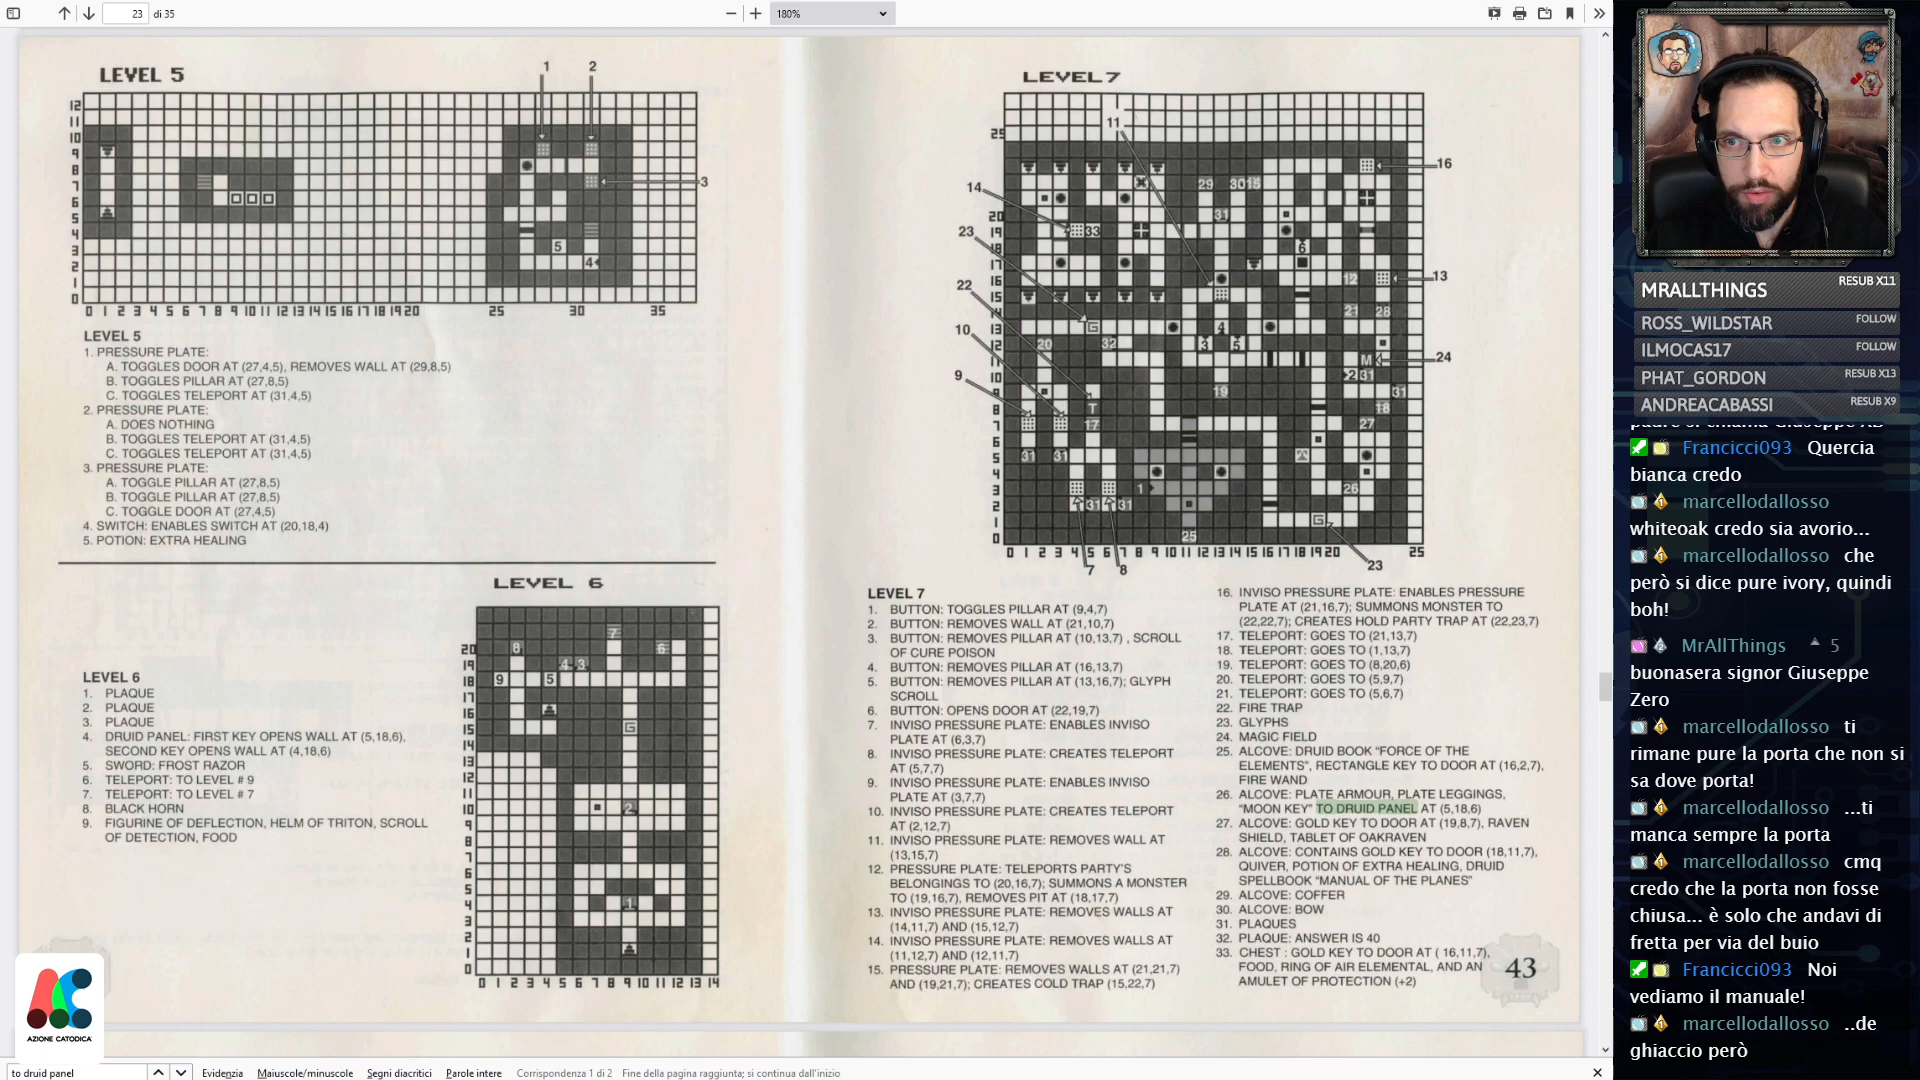 23 di 35
180%
LEVEL 5
LEVEL 5
1. PRESSURE PLATE:
A. TOGGLES DOOR AT (27,4,5), REMOVES WALL AT (29,8,5)
B. TOGGLES PILLAR AT (27,8,5)
C. TOGGLES TELEPORT AT (31,4,5)
2. PRESSURE PLATE:
A. DOES NOTHING
B. TOGGLES TELEPORT AT (31,4,5)
C. TOGGLES TELEPORT AT (31,4,5)
3. PRESSURE PLATE:
A. TOGGLE PILLAR AT (27,8,5)
B. TOGGLE PILLAR AT (27,8,5)
C. TOGGLE DOOR AT (27,4,5)
4. SWITCH: ENABLES SWITCH AT (20,18,4)
5. POTION: EXTRA HEALING
LEVEL 6
LEVEL 6
1. PLAQUE
2. PLAQUE
3. PLAQUE
4. DRUID PANEL: FIRST KEY OPENS WALL AT (5,18,6),
SECOND KEY OPENS WALL AT (4,18,6)
5. SWORD: FROST RAZOR
6. TELEPORT: TO LEVEL # 9
7. TELEPORT: TO LEVEL # 7
8. BLACK HORN
9. FIGURINE OF DEFLECTION, HELM OF TRITON, SCROLL
OF DETECTION, FOOD
LEVEL 7
LEVEL 7
1. BUTTON: TOGGLES PILLAR AT (9,4,7)
2. BUTTON: REMOVES WALL AT (21,10,7)
3. BUTTON: REMOVES PILLAR AT (10,13,7) , SCROLL
OF CURE POISON
4. BUTTON: REMOVES PILLAR AT (16,13,7)
5. BUTTON: REMOVES PILLAR AT (13,16,7); GLYPH
SCROLL
6. BUTTON: OPENS DOOR AT (22,19,7)
7. INVISO PRESSURE PLATE: ENABLES INVISO
PLATE AT (6,3,7)
8. INVISO PRESSURE PLATE: CREATES TELEPORT
AT (5,7,7)
9. INVISO PRESSURE PLATE: ENABLES INVISO
PLATE AT (3,7,7)
10. INVISO PRESSURE PLATE: CREATES TELEPORT
AT (2,12,7)
11. INVISO PRESSURE PLATE: REMOVES WALL AT
(13,15,7)
12. PRESSURE PLATE: TELEPORTS PARTY'S
BELONGINGS TO (20,16,7); SUMMONS A MONSTER
TO (19,16,7), REMOVES PIT AT (18,17,7)
13. INVISO PRESSURE PLATE: REMOVES WALLS AT
(14,11,7) AND (15,12,7)
14. INVISO PRESSURE PLATE: REMOVES WALLS AT
(11,12,7) AND (12,11,7)
15. PRESSURE PLATE: REMOVES WALLS AT (21,21,7)
AND (19,21,7); CREATES COLD TRAP (15,22,7)
16. INVISO PRESSURE PLATE: ENABLES PRESSURE
PLATE AT (21,16,7); SUMMONS MONSTER TO
(22,22,7); CREATES HOLD PARTY TRAP AT (22,23,7)
17. TELEPORT: GOES TO (21,13,7)
18. TELEPORT: GOES TO (1,13,7)
19. TELEPORT: GOES TO (8,20,6)
20. TELEPORT: GOES TO (5,9,7)
21. TELEPORT: GOES TO (5,6,7)
22. FIRE TRAP
23. GLYPHS
24. MAGIC FIELD
25. ALCOVE: DRUID BOOK "FORCE OF THE
ELEMENTS", RECTANGLE KEY TO DOOR AT (16,2,7),
FIRE WAND
26. ALCOVE: PLATE ARMOUR, PLATE LEGGINGS,
"MOON KEY" TO DRUID PANEL AT (5,18,6)
27. ALCOVE: GOLD KEY TO DOOR AT (19,8,7), RAVEN
SHIELD, TABLET OF OAKRAVEN
28. ALCOVE: CONTAINS GOLD KEY TO DOOR (18,11,7),
QUIVER, POTION OF EXTRA HEALING, DRUID
SPELLBOOK "MANUAL OF THE PLANES"
29. ALCOVE: COFFER
30. ALCOVE: BOW
31. PLAQUES
32. PLAQUE: ANSWER IS 40
33. CHEST : GOLD KEY TO DOOR AT ( 16,11,7),
FOOD, RING OF AIR ELEMENTAL, AND AN
AMULET OF PROTECTION (+2)
43
AZIONE CATODICA
to druid panel Evidenzia Maiuscole/minuscole Segni diacritici Parole intere Corrispondenza 1 di 2 Fine della pagina raggiunta; si continua dall'inizio
MRALLTHINGS RESUB X11
ROSS_WILDSTAR FOLLOW
ILMOCAS17 FOLLOW
PHAT_GORDON RESUB X13
ANDREACABASSI RESUB X9
Francicci093 Quercia
bianca credo
marcellodallosso
whiteoak credo sia avorio...
marcellodallosso che
però si dice pure ivory, quindi
boh!
MrAllThings 5
buonasera signor Giuseppe
Zero
marcellodallosso ti
rimane pure la porta che non si
sa dove porta!
marcellodallosso ...ti
manca sempre la porta
marcellodallosso cmq
credo che la porta non fosse
chiusa... è solo che andavi di
fretta per via del buio
Francicci093 Noi
vediamo il manuale!
marcellodallosso ..de
ghiaccio però